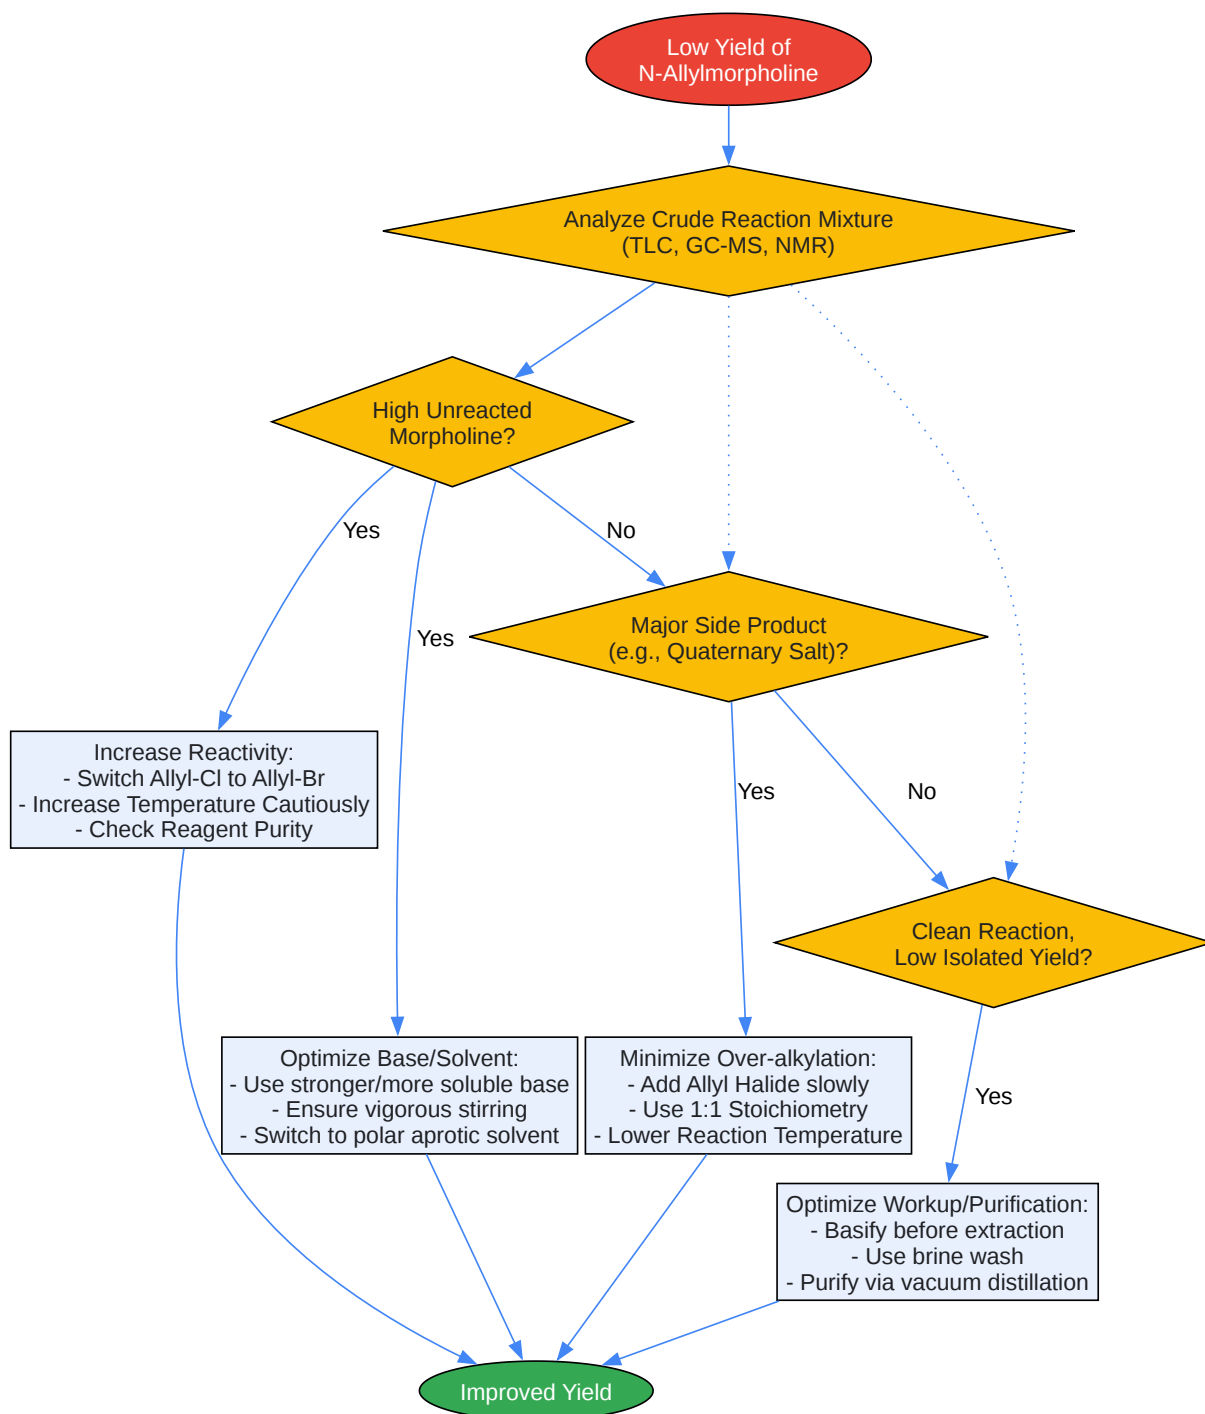 Low Yield of
N-Allylmorpholine
Analyze Crude Reaction Mixture
(TLC, GC-MS, NMR)
High Unreacted
Morpholine?
Yes
No
Yes
Major Side Product
(e.g., Quaternary Salt)?
Increase Reactivity:
- Switch Allyl-Cl to Allyl-Br
- Increase Temperature Cautiously
- Check Reagent Purity
Yes
No
Clean Reaction,
Low Isolated Yield?
Optimize Base/Solvent:
- Use stronger/more soluble base
- Ensure vigorous stirring
- Switch to polar aprotic solvent
Minimize Over-alkylation:
- Add Allyl Halide slowly
- Use 1:1 Stoichiometry
- Lower Reaction Temperature
Yes
Optimize Workup/Purification:
- Basify before extraction
- Use brine wash
- Purify via vacuum distillation
Improved Yield